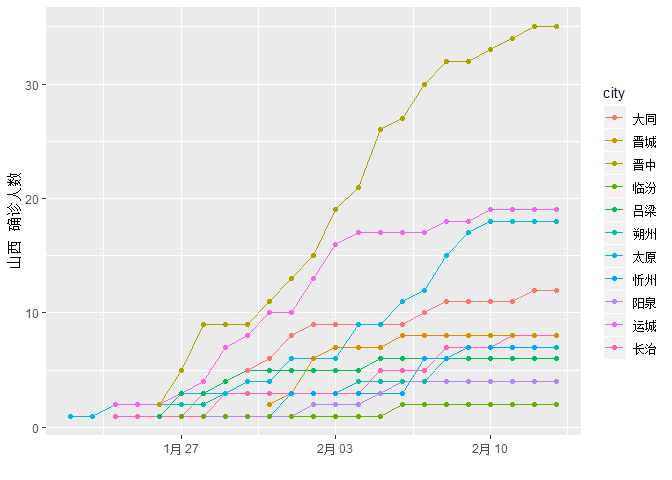 山西 确诊人数
30
20
10
0
1月 27
2月 03
2月 10
city
大同
晋城
晋中
临汾
吕梁
朔州
太原
忻州
阳泉
运城
长治